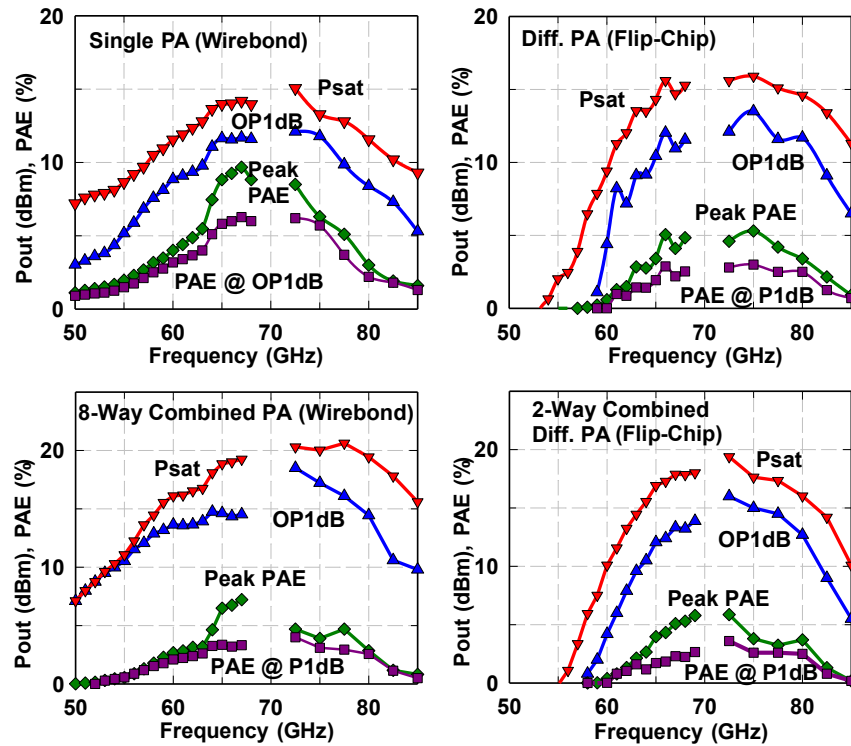 Single PA (Wirebond)
20
10
0
Pout (dBm), PAE (%)
Psat
OP1dB
Peak
PAE
PAE @ OP1dB
50 60 70 80
Frequency (GHz)
Diff. PA (Flip-Chip)
20
10
0
Pout (dBm), PAE (%)
Psat
OP1dB
Peak PAE
PAE @ P1dB
50 60 70 80
Frequency (GHz)
8-Way Combined PA (Wirebond)
20
10
0
Pout (dBm), PAE (%)
Psat
OP1dB
Peak PAE
PAE @ P1dB
50 60 70 80
Frequency (GHz)
2-Way Combined
Diff. PA (Flip-Chip)
20
10
0
Pout (dBm), PAE (%)
Psat
OP1dB
Peak PAE
PAE @ P1dB
50 60 70 80
Frequency (GHz)